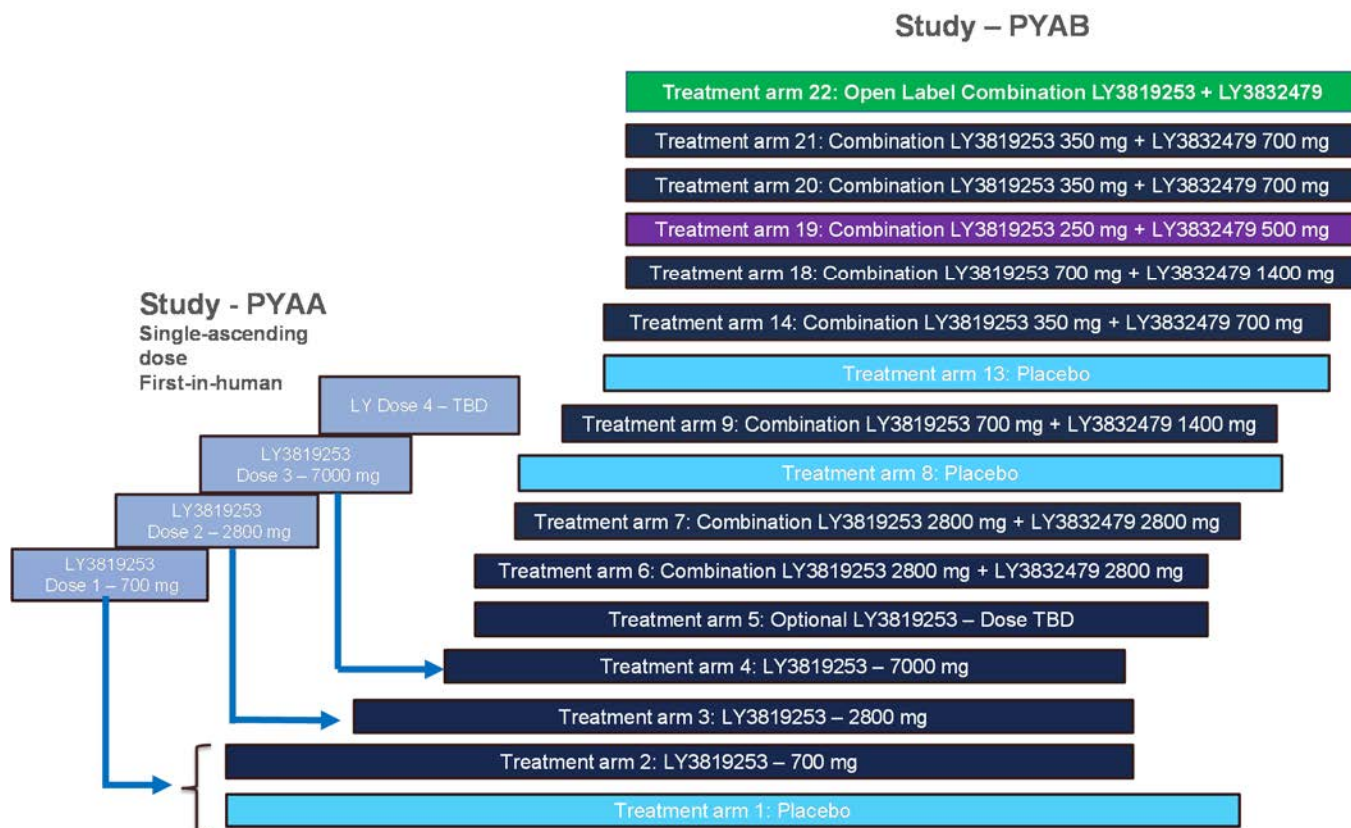 Study – PYAB
Treatment arm 22: Open Label Combination LY3819253 + LY3832479
Treatment arm 21: Combination LY3819253 350 mg + LY3832479 700 mg
Treatment arm 20: Combination LY3819253 350 mg + LY3832479 700 mg
Treatment arm 19: Combination LY3819253 250 mg + LY3832479 500 mg
Treatment arm 18: Combination LY3819253 700 mg + LY3832479 1400 mg
Treatment arm 14: Combination LY3819253 350 mg + LY3832479 700 mg
Treatment arm 13: Placebo
Treatment arm 9: Combination LY3819253 700 mg + LY3832479 1400 mg
Treatment arm 8: Placebo
Treatment arm 7: Combination LY3819253 2800 mg + LY3832479 2800 mg
Treatment arm 6: Combination LY3819253 2800 mg + LY3832479 2800 mg
Treatment arm 5: Optional LY3819253 – Dose TBD
Treatment arm 4: LY3819253 – 7000 mg
Treatment arm 3: LY3819253 – 2800 mg
Treatment arm 2: LY3819253 – 700 mg
Treatment arm 1: Placebo
Study - PYAA
Single-ascending
dose
First-in-human
LY Dose 4 – TBD
LY3819253
Dose 3 – 7000 mg
LY3819253
Dose 2 – 2800 mg
LY3819253
Dose 1 – 700 mg